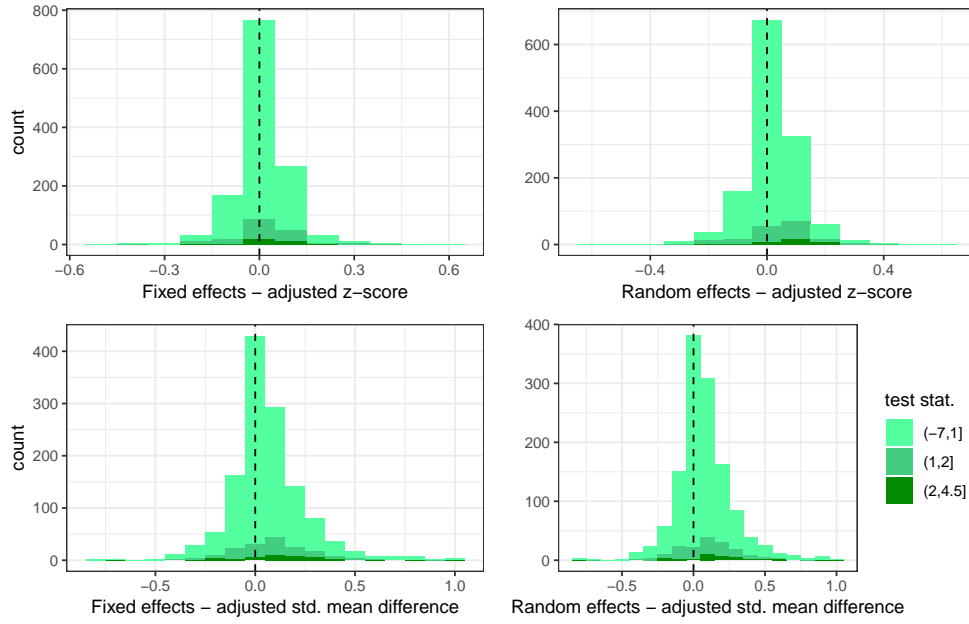 800
600
400
200
0
count
−0.6 −0.3 0.0 0.3 0.6
Fixed effects − adjusted z−score
600
400
200
0
−0.4 0.0 0.4
Random effects − adjusted z−score
400
300
200
100
0
count
−0.5 0.0 0.5 1.0
Fixed effects − adjusted std. mean difference
400
300
200
100
0
−0.5 0.0 0.5 1.0
Random effects − adjusted std. mean difference
test stat.
(−7,1]
(1,2]
(2,4.5]